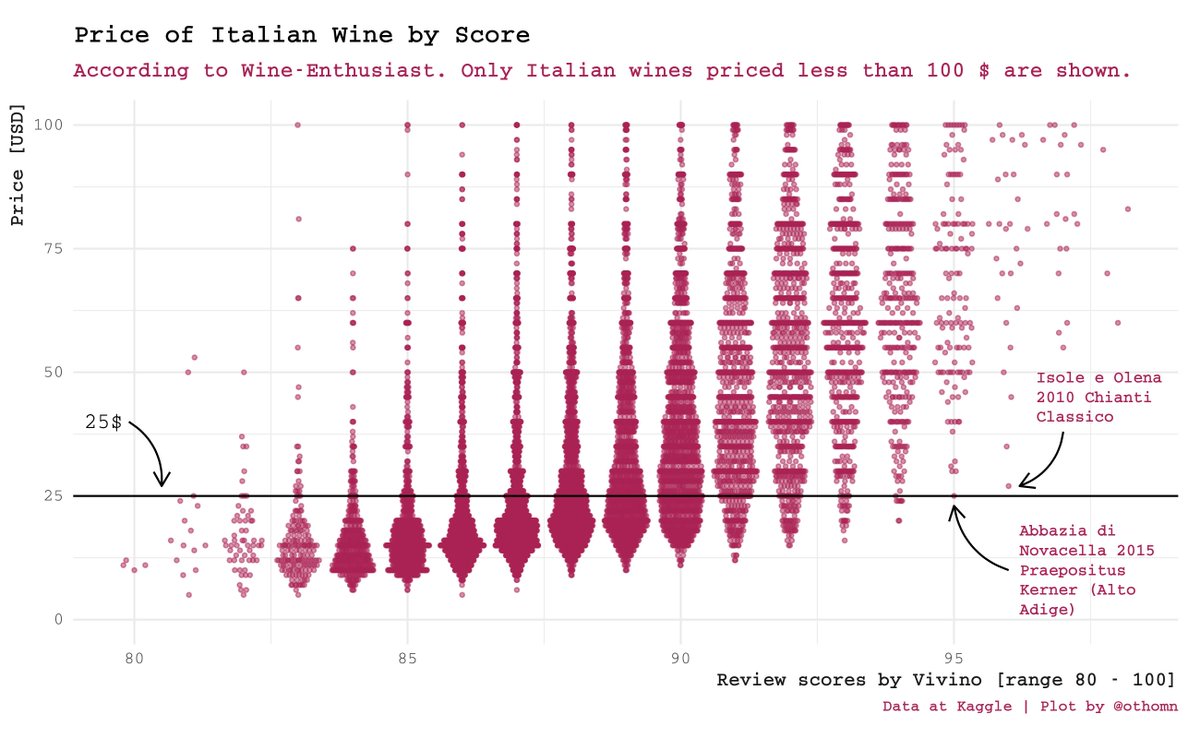 Price of Italian Wine by Score
According to Wine-Enthusiast. Only Italian wines priced less than 100 $ are shown.
Price [USD]
100
75
50
25
0
25$
Isole e Olena
2010 Chianti
Classico
Abbazia di
Novacella 2015
Praepositus
Kerner (Alto
Adige)
80
85
90
95
Review scores by Vivino [range 80 - 100]
Data at Kaggle | Plot by @othomn